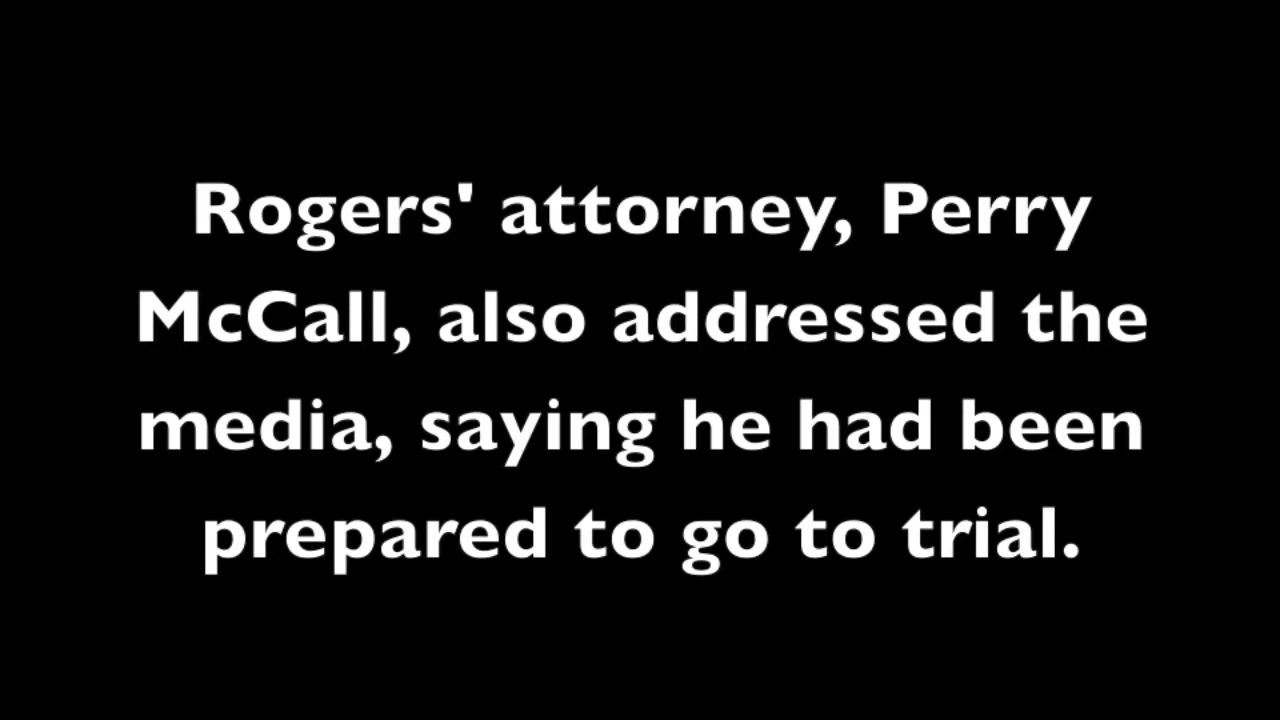 Rogers' attorney, Perry
McCall, also addressed the
media, saying he had been
prepared to go to trial.